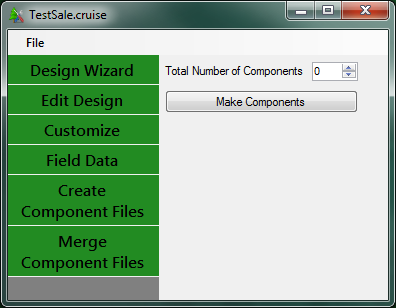 TestSale.cruise
File
Design Wizard
Total Number of Components 0
Edit Design
Make Components
Customize
Field Data
Create
Component Files
Merge
Component Files